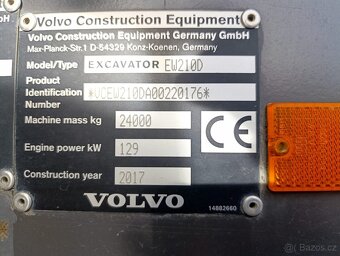 Volvo Construction Equipment
Volvo Construction Equipment Germany GmbH
Max-Planck-Str.1 D-54329 Konz-Koenen, Germany
Model/Type EXCAVATOR EW210D
Product
Identification *VCEW210DA00220176*
Number
Machine mass kg 24000
CE
Engine power kW 129
Construction year 2017
VOLVO 14882660
bazoš.cz